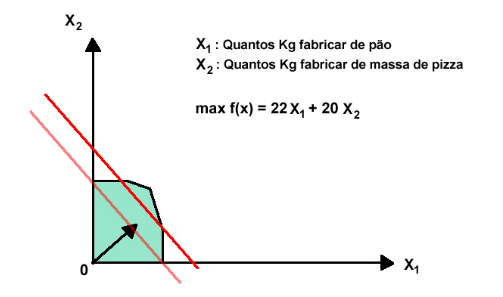 X2
X1 : Quantos Kg fabricar de pão
X2 : Quantos Kg fabricar de massa de pizza
max f(x) = 22 X1 + 20 X2
0
X1